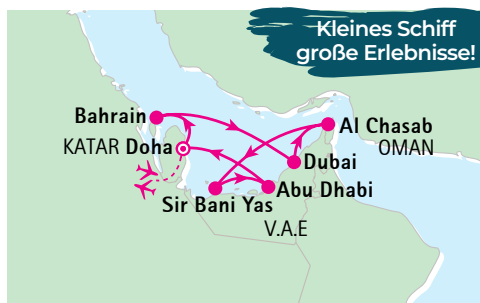 Kleines Schiff
große Erlebnisse!
Bahrain
Al Chasab
KATAR Doha
OMAN
Dubai
Abu Dhabi
Sir Bani Yas
V.A.E